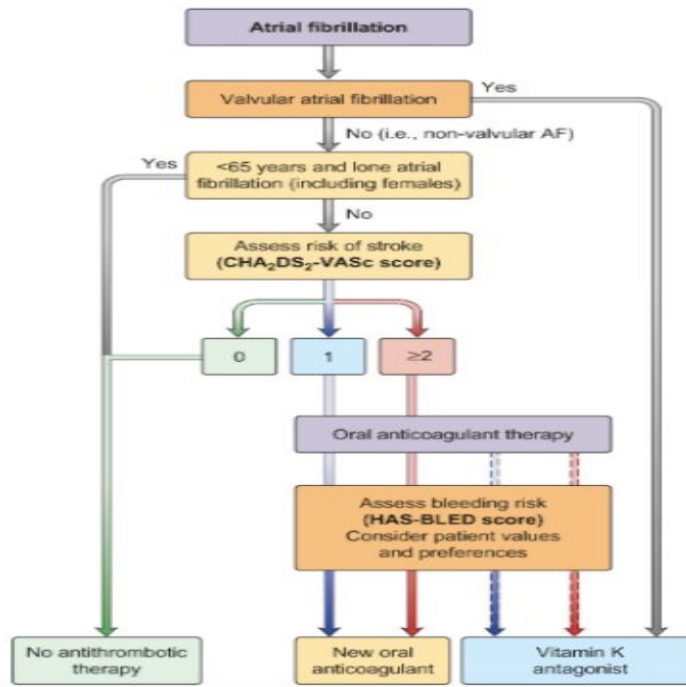 Atrial fibrillation
Valvular atrial fibrillation
Yes
No (i.e., non-valvular AF)
Yes
<65 years and lone atrial
fibrillation (including females)
No
Assess risk of stroke
(CHA₂DS₂-VASc score)
0
1
≥2
Oral anticoagulant therapy
Assess bleeding risk
(HAS-BLED score)
Consider patient values
and preferences
No antithrombotic
therapy
New oral
anticoagulant
Vitamin K
antagonist